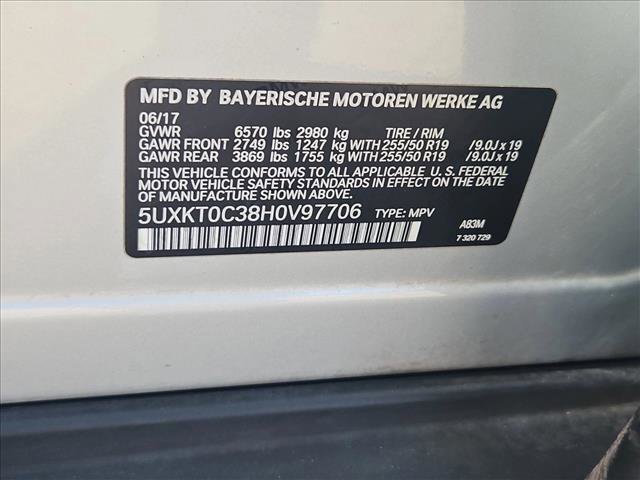 MFD BY BAYERISCHE MOTOREN WERKE AG
06/17
GVWR 6570 lbs 2980 kg TIRE / RIM
GAWR FRONT 2749 lbs 1247 kg WITH 255/50 R19 /9.0J x 19
GAWR REAR 3869 lbs 1755 kg WITH 255/50 R19 /9.0J x 19
THIS VEHICLE CONFORMS TO ALL APPLICABLE U. S. FEDERAL
MOTOR VEHICLE SAFETY STANDARDS IN EFFECT ON THE DATE
OF MANUFACTURE SHOWN ABOVE.
5UXKT0C38H0V97706 TYPE: MPV
A83M
7 320 729